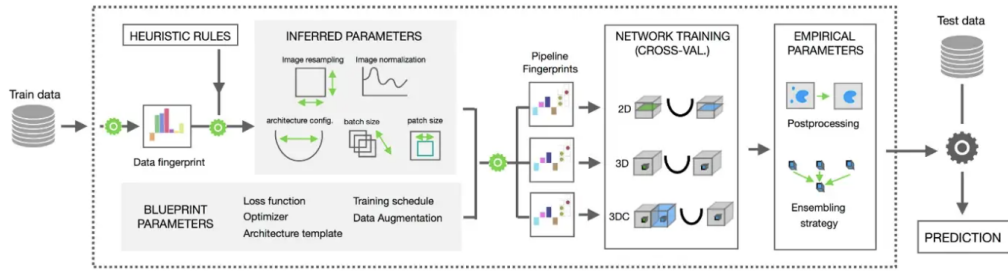 Train data
HEURISTIC RULES
Data fingerprint
INFERRED PARAMETERS
Image resampling
Image normalization
architecture config.
batch size
patch size
BLUEPRINT
PARAMETERS
Loss function
Optimizer
Architecture template
Training schedule
Data Augmentation
Pipeline
Fingerprints
NETWORK TRAINING
(CROSS-VAL.)
2D
3D
3DC
EMPIRICAL
PARAMETERS
Postprocessing
Ensembling
strategy
Test data
PREDICTION